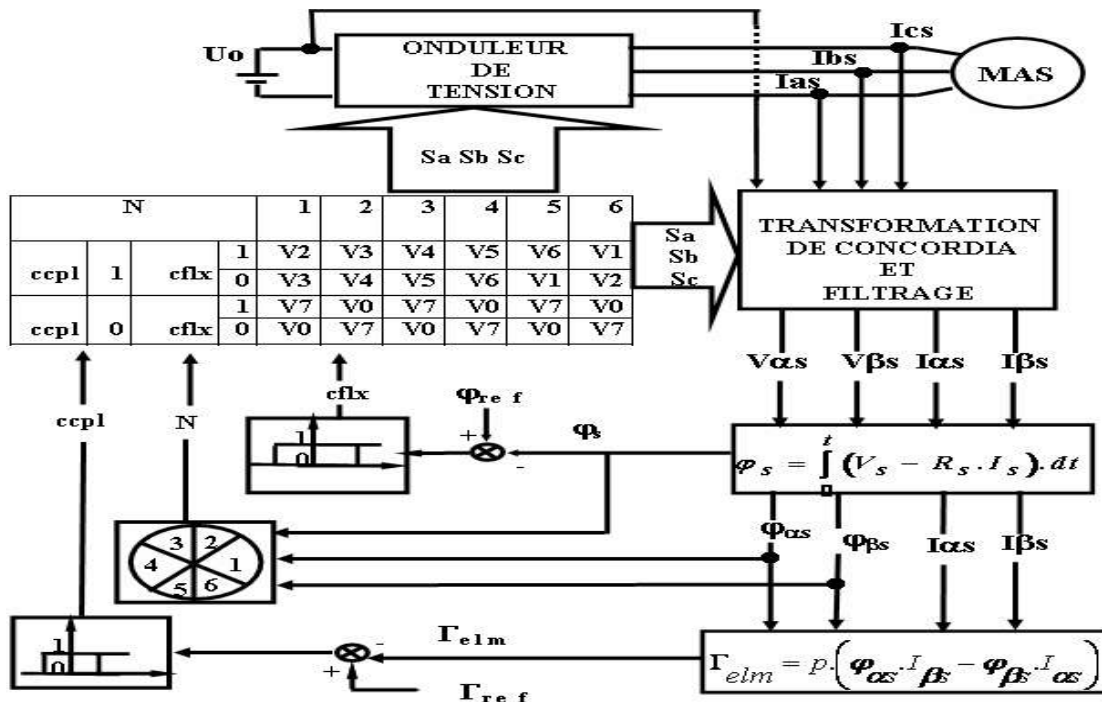 Uo
ONDULEUR
DE
TENSION
Ics
Ibs
Ias
MAS
Sa Sb Sc
N 1 2 3 4 5 6
ccpl 1 cflx 1 V2 V3 V4 V5 V6 V1
0 V3 V4 V5 V6 V1 V2
ccpl 0 cflx 1 V7 V0 V7 V0 V7 V0
0 V0 V7 V0 V7 V0 V7
Sa
Sb
Sc
TRANSFORMATION
DE CONCORDIA
ET
FILTRAGE
Vαs Vβs Iαs Iβs
ccpl
N
cflx
1
0
φre f
+
-
φs
φs = ∫ t (Vs − Rs . Is). dt
φαs φβs Iαs Iβs
3 2
4 1
5 6
1
0
-
+
Γelm
Γre f
Γelm = p.(φαs.Iβs − φβs.Iαs)